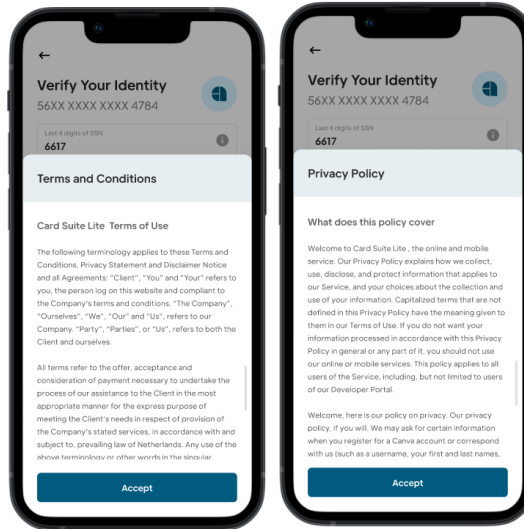 Verify Your Identity
56XX XXXX XXXX 4784
Last 4 digits of SSN
6617
Terms and Conditions
Card Suite Lite Terms of Use
The following terminology applies to these Terms and
Conditions, Privacy Statement and Disclaimer Notice
and all Agreements: "Client", "You" and "Your" refers to
you, the person log on this website and compliant to
the Company's terms and conditions. "The Company",
"Ourselves", "We", "Our" and "Us", refers to our
Company. "Party", "Parties", or "Us", refers to both the
Client and ourselves.
All terms refer to the offer, acceptance and
consideration of payment necessary to undertake the
process of our assistance to the Client in the most
appropriate manner for the express purpose of
meeting the Client's needs in respect of provision of
the Company's stated services, in accordance with and
subject to, prevailing law of Netherlands. Any use of the
above terminology or other words in the singular,
Accept
Verify Your Identity
56XX XXXX XXXX 4784
Last 4 digits of SSN
6617
Privacy Policy
What does this policy cover
Welcome to Card Suite Lite , the online and mobile
service. Our Privacy Policy explains how we collect,
use, disclose, and protect information that applies to
our Service, and your choices about the collection and
use of your information. Capitalized terms that are not
defined in this Privacy Policy have the meaning given to
them in our Terms of Use. If you do not want your
information processed in accordance with this Privacy
Policy in general or any part of it, you should not use
our online or mobile services. This policy applies to all
users of the Service, including, but not limited to users
of our Developer Portal.
Welcome, here is our policy on privacy. Our privacy
policy, if you will. We may ask for certain information
when you register for a Canva account or correspond
with us (such as a username, your first and last names,
Accept